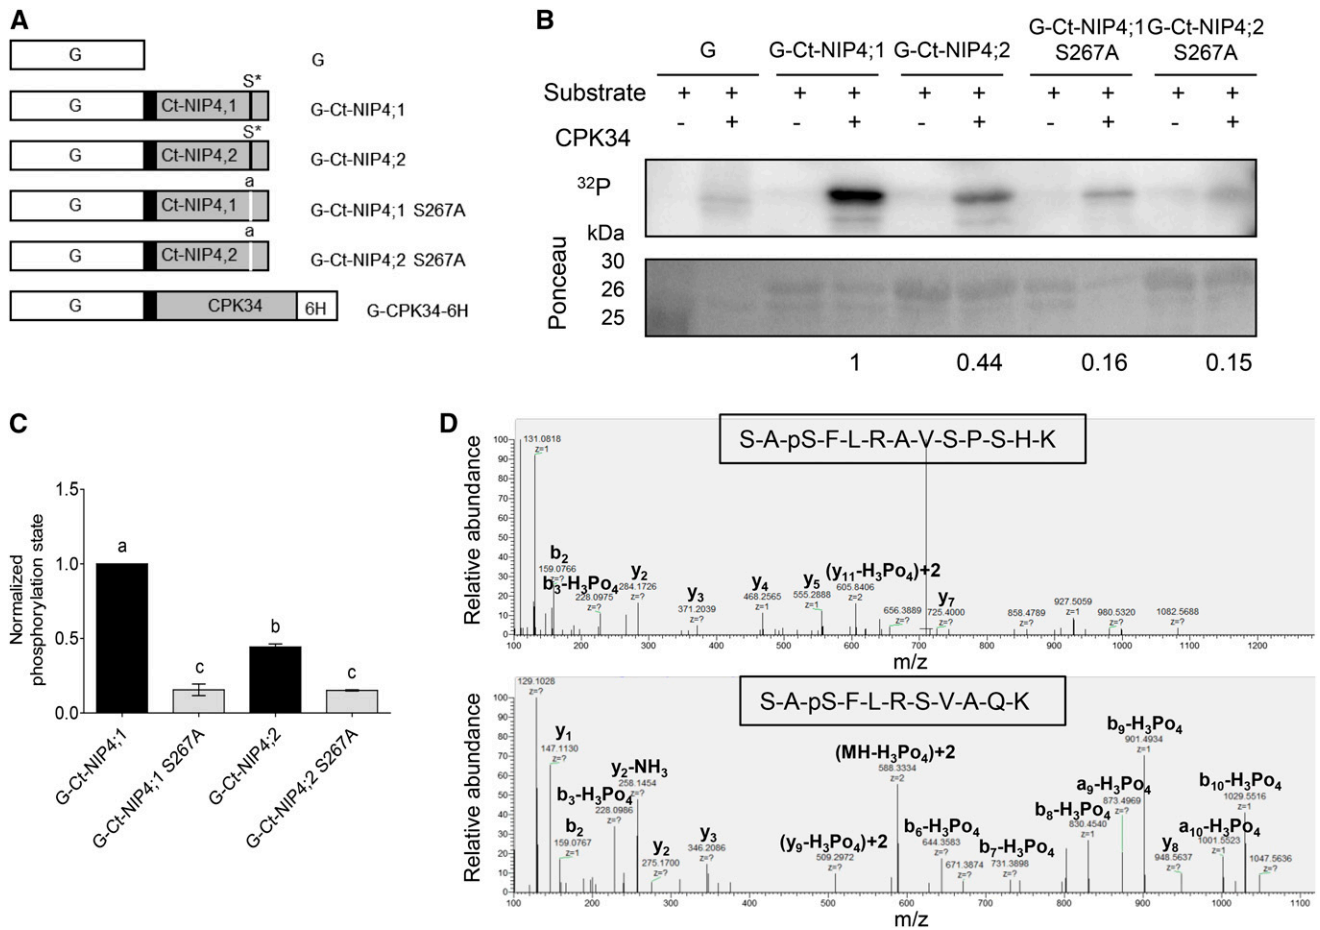 A
G
G
S*
G Ct-NIP4,1
G-Ct-NIP4;1
S*
G Ct-NIP4,2
G-Ct-NIP4;2
a
G Ct-NIP4,1
G-Ct-NIP4;1 S267A
a
G Ct-NIP4,2
G-Ct-NIP4;2 S267A
G CPK34 6H
G-CPK34-6H
B
G G-Ct-NIP4;1 G-Ct-NIP4;2 G-Ct-NIP4;1 S267A G-Ct-NIP4;2 S267A
Substrate + + + + + + + + + +
CPK34 - + - + - + - + - +
32P
kDa
30
26
25
Ponceau
1 0.44 0.16 0.15
C
Normalized phosphorylation state
1.5
1.0
0.5
0.0
a
c
b
c
G-Ct-NIP4;1
G-Ct-NIP4;1 S267A
G-Ct-NIP4;2
G-Ct-NIP4;2 S267A
D
S-A-pS-F-L-R-A-V-S-P-S-H-K
Relative abundance
100
90
80
70
60
50
40
30
20
10
0
131.0818
z=1
b2
159.0766
z=?
b3-H3Po4
228.0975
z=?
y2
284.1726
z=?
y3
371.2039
z=?
y4
468.2565
z=1
y5
555.2888
z=1
(y11-H3Po4)+2
605.8406
z=2
656.3889
z=?
y7
725.4000
z=?
858.4789
z=?
927.5059
z=1
980.5320
z=?
1082.5688
z=?
100 200 300 400 500 600 700 800 900 1000 1100 1200
m/z
S-A-pS-F-L-R-S-V-A-Q-K
Relative abundance
100
90
80
70
60
50
40
30
20
10
0
129.1028
z=?
y1
147.1130
z=?
b2
159.0767
z=1
b3-H3Po4
228.0986
z=?
y2-NH3
258.1454
z=?
y2
275.1700
z=?
y3
346.2086
z=?
(y9-H3Po4)+2
509.2972
z=?
(MH-H3Po4)+2
588.3334
z=2
b6-H3Po4
644.3583
z=?
671.3874
z=?
b7-H3Po4
731.3898
z=?
b8-H3Po4
830.4540
z=1
a9-H3Po4
873.4969
z=?
b9-H3Po4
901.4934
z=1
y8
948.5637
z=?
a10-H3Po4
1001.5523
z=1
b10-H3Po4
1029.5516
z=1
1047.5636
z=?
100 200 300 400 500 600 700 800 900 1000 1100
m/z